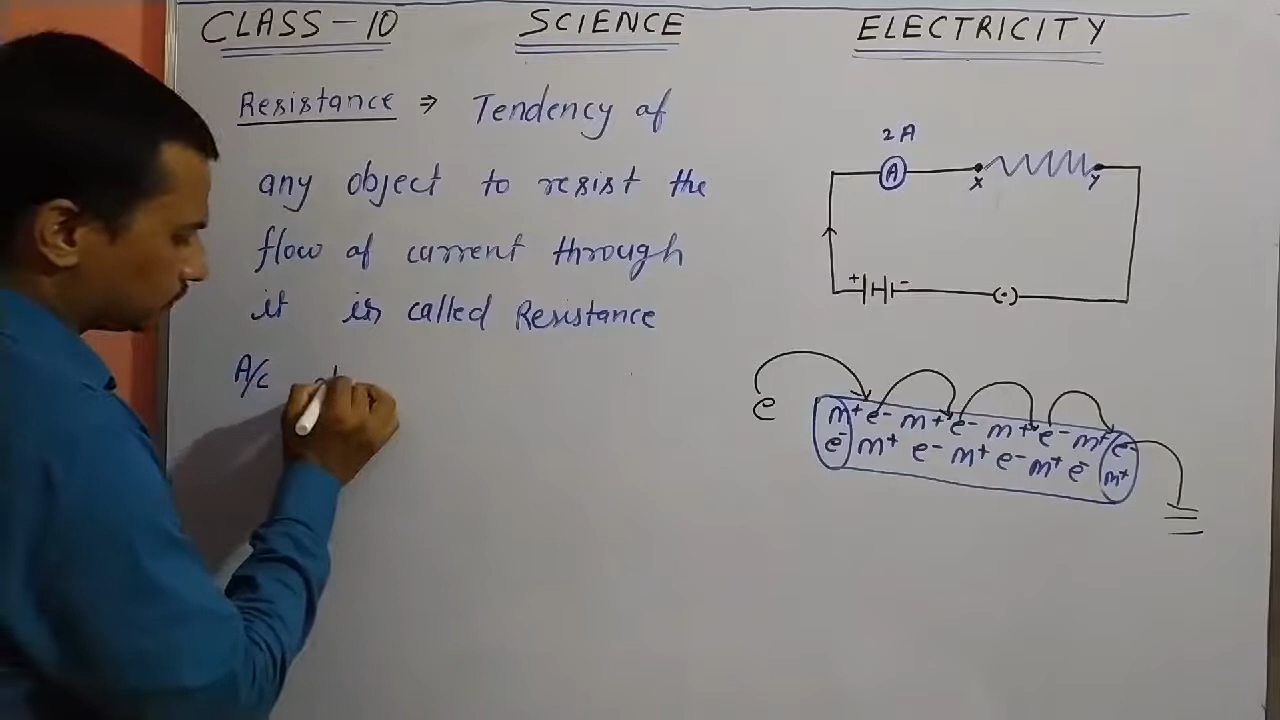 CLASS-10 SCIENCE ELECTRICITY
Resistance ⇒ Tendency of
any object to resist the
flow of current through
it is called Resistance
A/c
2A
A
X Y
+ -
(·)
e
m+ e- m+ e- m+ e- m+ e-
e- m+ e- m+ e- m+ e- m+